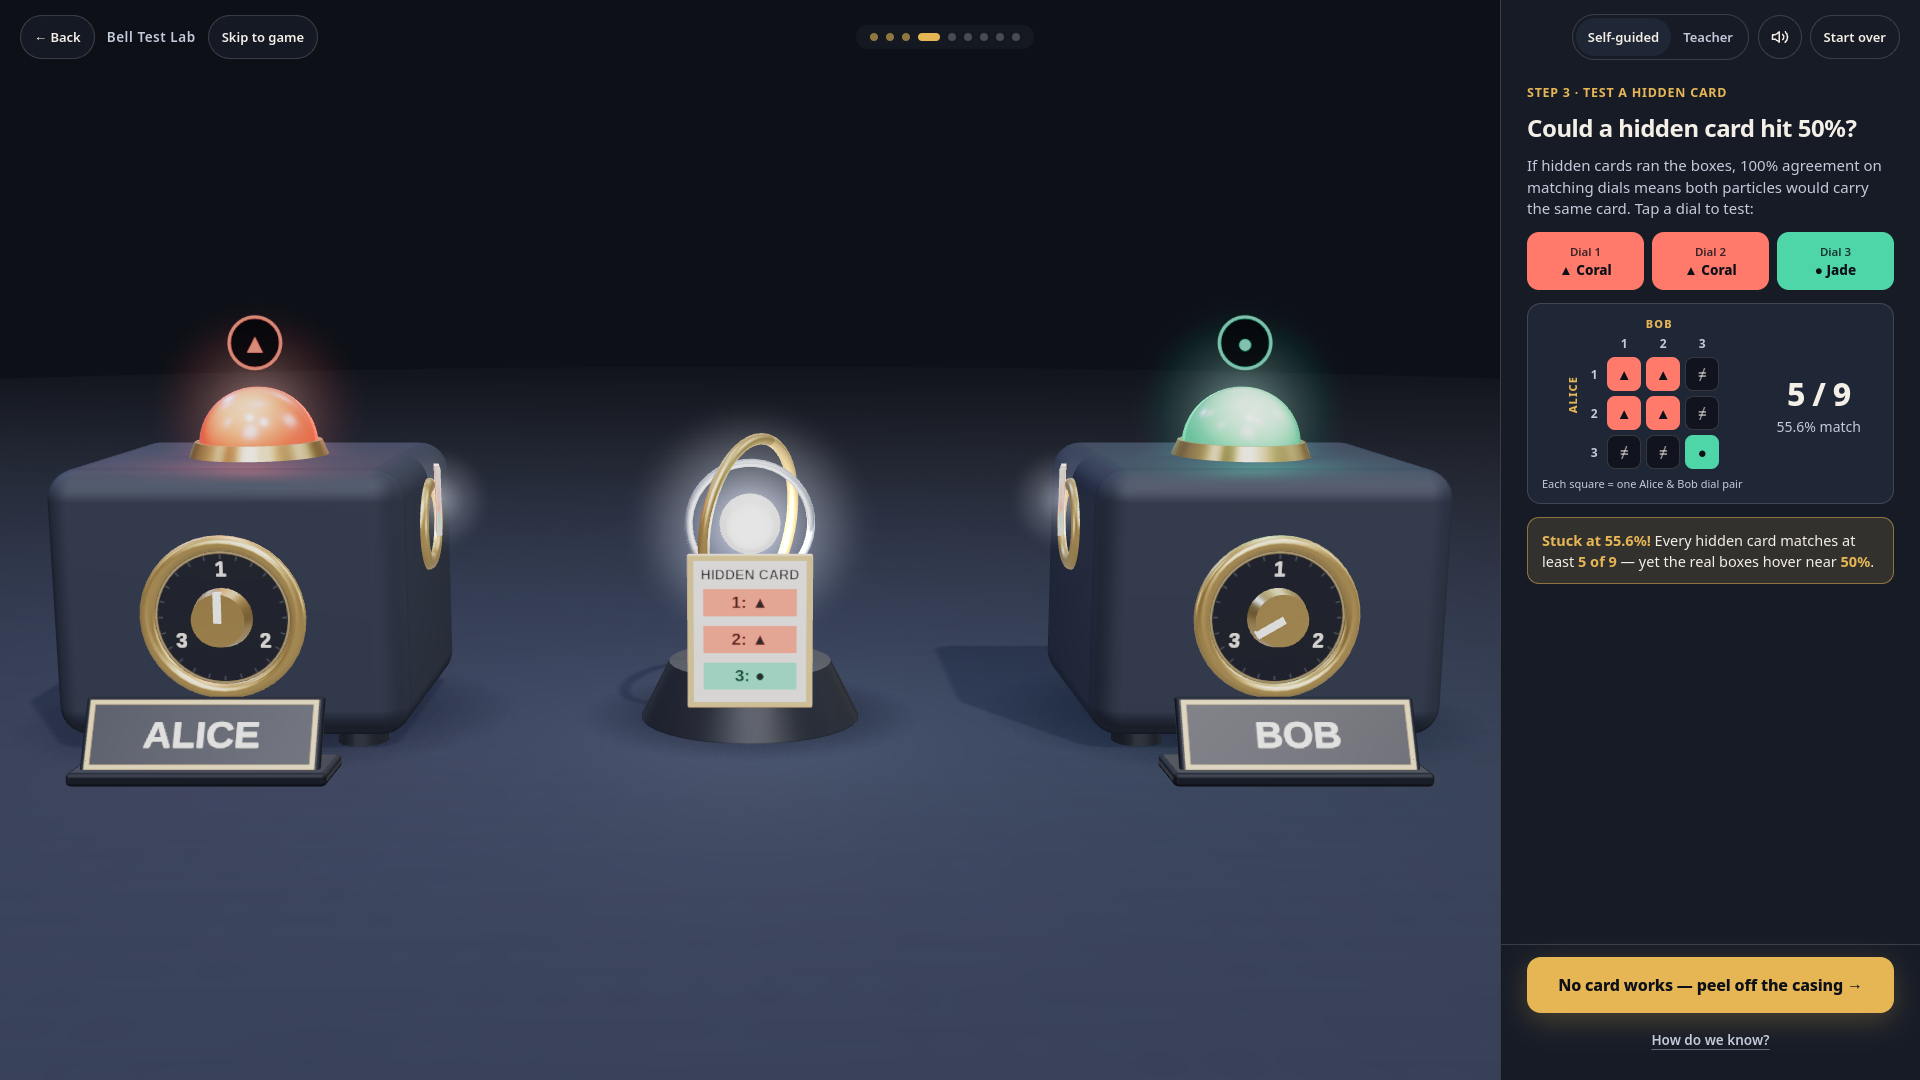 ← Back
Bell Test Lab
Skip to game
Self-guided
Teacher
Start over
STEP 3 · TEST A HIDDEN CARD
Could a hidden card hit 50%?
If hidden cards ran the boxes, 100% agreement on
matching dials means both particles would carry
the same card. Tap a dial to test:
Dial 1
▲ Coral
Dial 2
▲ Coral
Dial 3
● Jade
BOB
1 2 3
ALICE
1 ▲ ▲ ≠
2 ▲ ▲ ≠
3 ≠ ≠ ●
5 / 9
55.6% match
Each square = one Alice & Bob dial pair
Stuck at 55.6%! Every hidden card matches at
least 5 of 9 — yet the real boxes hover near 50%.
No card works — peel off the casing →
How do we know?
▲
●
1
3 2
ALICE
HIDDEN CARD
1: ▲
2: ▲
3: ●
1
3 2
BOB